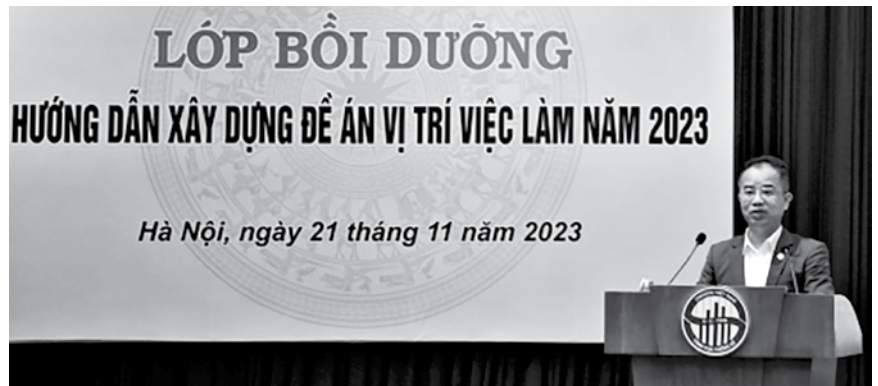 LỚP BỒI DƯỠNG
HƯỚNG DẪN XÂY DỰNG ĐỀ ÁN VỊ TRÍ VIỆC LÀM NĂM 2023
Hà Nội, ngày 21 tháng 11 năm 2023